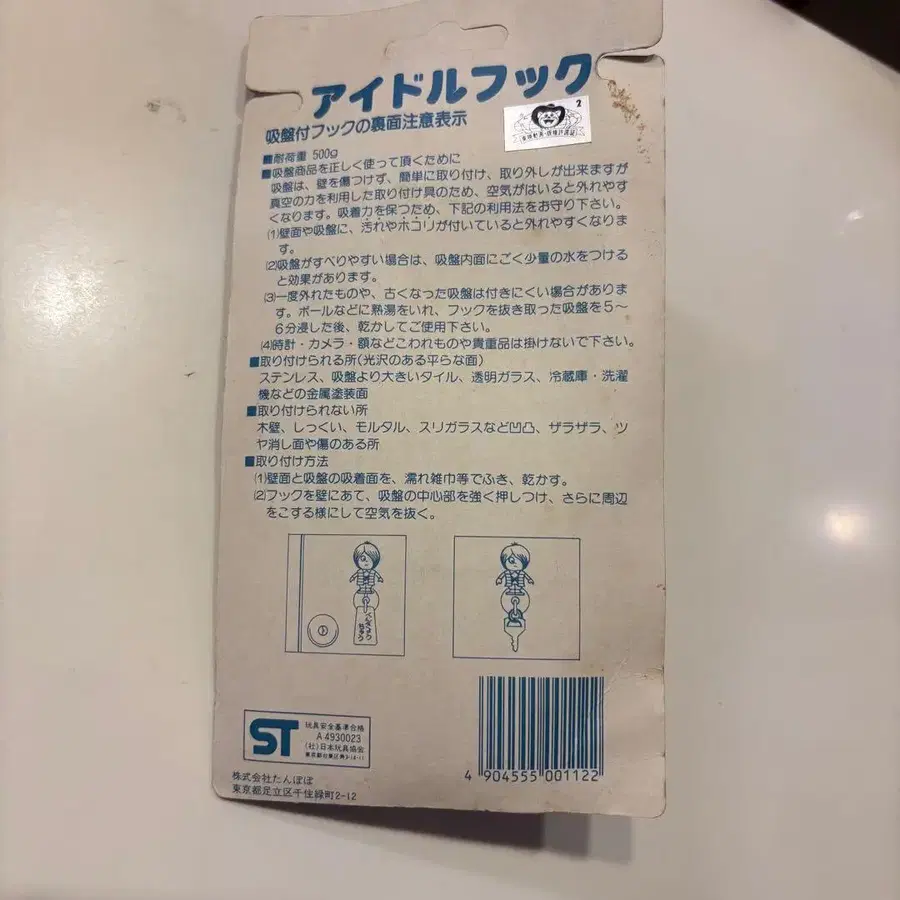 アイドルフック
吸盤付フックの裏面注意表示
2
■耐荷重 500g
■吸盤商品を正しく使って頂くために
吸盤は、壁を傷つけず、簡単に取り付け、取り外しが出来ますが
真空の力を利用した取り付け具のため、空気がはいると外れやす
くなります。吸着力を保つため、下記の利用法をお守り下さい。
(1)壁面や吸盤に、汚れやホコリが付いていると外れやすくなりま
す。
(2)吸盤がすべりやすい場合は、吸盤内面にごく少量の水をつける
と効果があります。
(3)一度外れたものや、古くなった吸盤は付きにくい場合がありま
す。ボールなどに熱湯をいれ、フックを抜き取った吸盤を5〜
6分浸した後、乾かしてご使用下さい。
(4)時計・カメラ・額などこわれものや貴重品は掛けないで下さい。
■取り付けられる所(光沢のある平らな面)
ステンレス、吸盤より大きいタイル、透明ガラス、冷蔵庫・洗濯
機などの金属塗装面
■取り付けられない所
木壁、しっくい、モルタル、スリガラスなど凹凸、ザラザラ、ツ
ヤ消し面や傷のある所
■取り付け方法
(1)壁面と吸盤の吸着面を、濡れ雑巾等でふき、乾かす。
(2)フックを壁にあて、吸盤の中心部を強く押しつけ、さらに周辺
をこする様にして空気を抜く。
べんきょう
ちゅう
ST
玩具安全基準合格
A 4930023
(社)日本玩具協会
4 904555 001122
株式会社たんぽぽ
東京都足立区千住緑町2-12